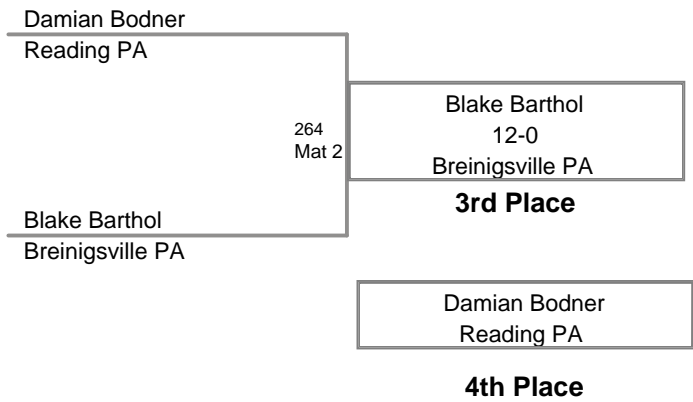 Damian Bodner
Reading PA
264
Mat 2
Blake Barthol
12-0
Breinigsville PA
3rd Place
Blake Barthol
Breinigsville PA
Damian Bodner
Reading PA
4th Place